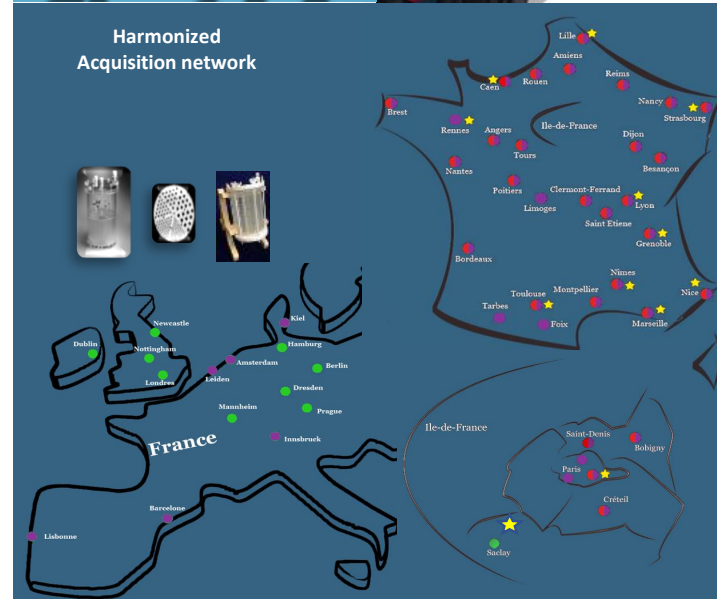 Harmonized
Acquisition network
Lille
Amiens
Caen
Rouen
Reims
Brest
Nancy
Strasbourg
Rennes
Ile-de-France
Angers
Tours
Dijon
Nantes
Besançon
Poitiers
Clermont-Ferrand
Limoges
Lyon
Saint Etiene
Grenoble
Bordeaux
Nimes
Toulouse
Montpellier
Nice
Tarbes
Foix
Marseille
Kiel
Newcastle
Dublin
Nottingham
Hamburg
Amsterdam
Londres
Leiden
Berlin
Dresden
Mannheim
Prague
France
Innsbruck
Barcelone
Lisbonne
Ile-de-France
Saint-Denis
Bobigny
Paris
Créteil
Saclay